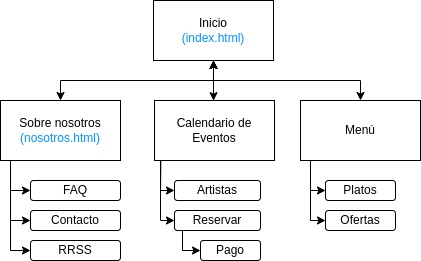 Inicio
(index.html)
Sobre nosotros
(nosotros.html)
Calendario de
Eventos
Menú
FAQ
Contacto
RRSS
Artistas
Reservar
Pago
Platos
Ofertas